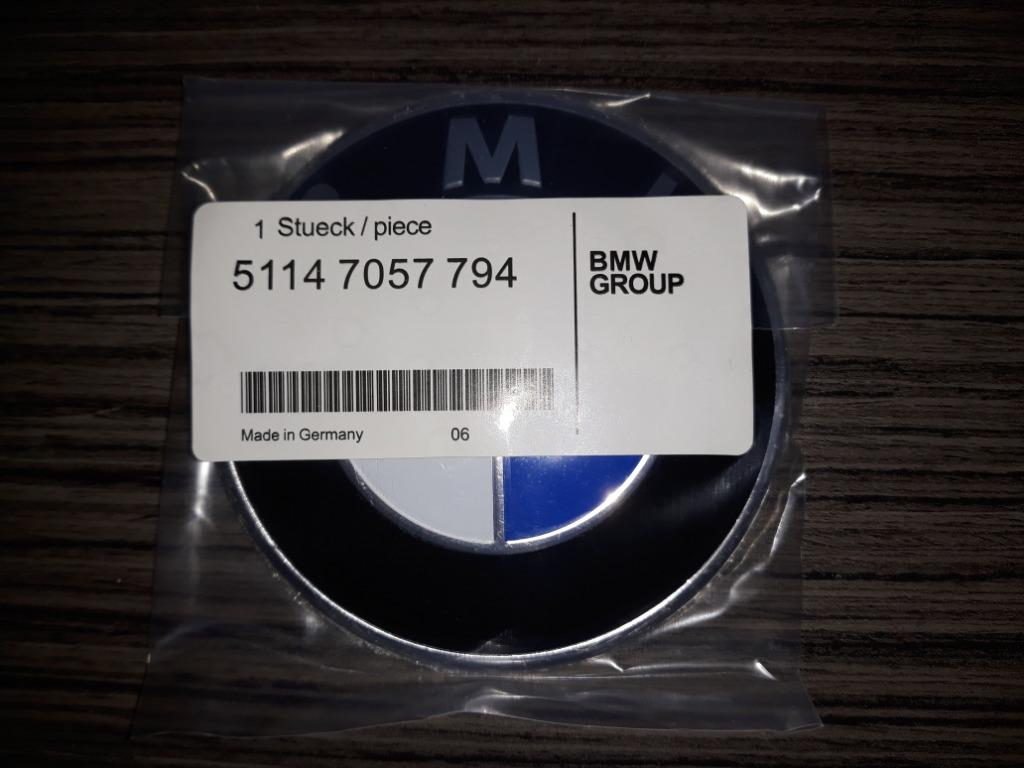 M
1 Stueck / piece
5114 7057 794
BMW
GROUP
Made in Germany 06